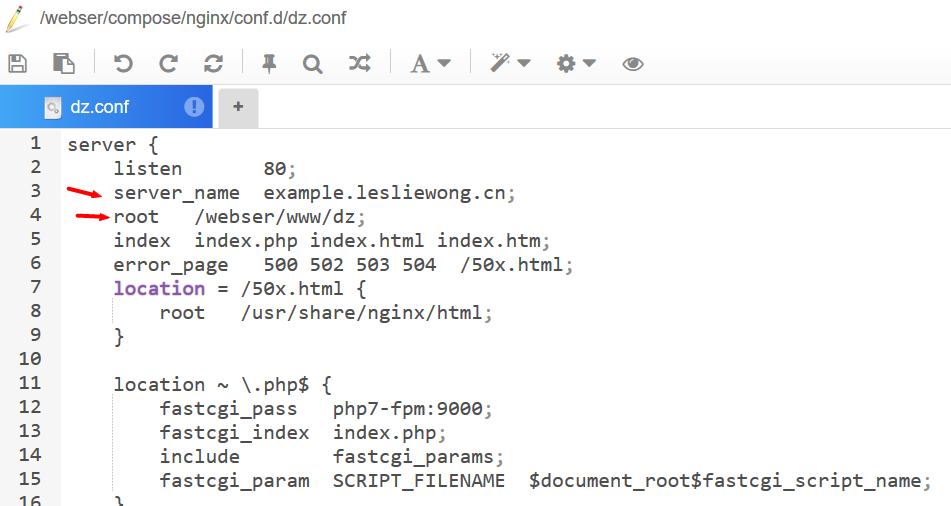 /webser/compose/nginx/conf.d/dz.conf
A
dz.conf
+
1 server {
2 listen 80;
3 server_name example.lesliewong.cn;
4 root /webser/www/dz;
5 index index.php index.html index.htm;
6 error_page 500 502 503 504 /50x.html;
7 location = /50x.html {
8 root /usr/share/nginx/html;
9 }
10
11 location ~ \.php$ {
12 fastcgi_pass php7-fpm:9000;
13 fastcgi_index index.php;
14 include fastcgi_params;
15 fastcgi_param SCRIPT_FILENAME $document_root$fastcgi_script_name;
16 }